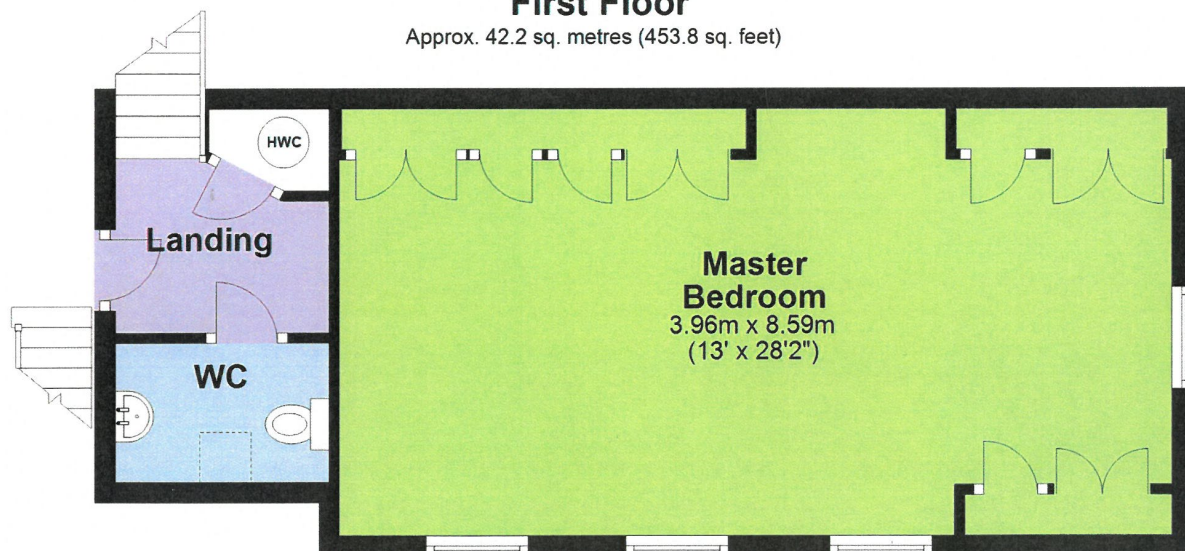 First Floor
Approx. 42.2 sq. metres (453.8 sq. feet)
HWC
Landing
Master
Bedroom
3.96m x 8.59m
(13' x 28'2")
WC